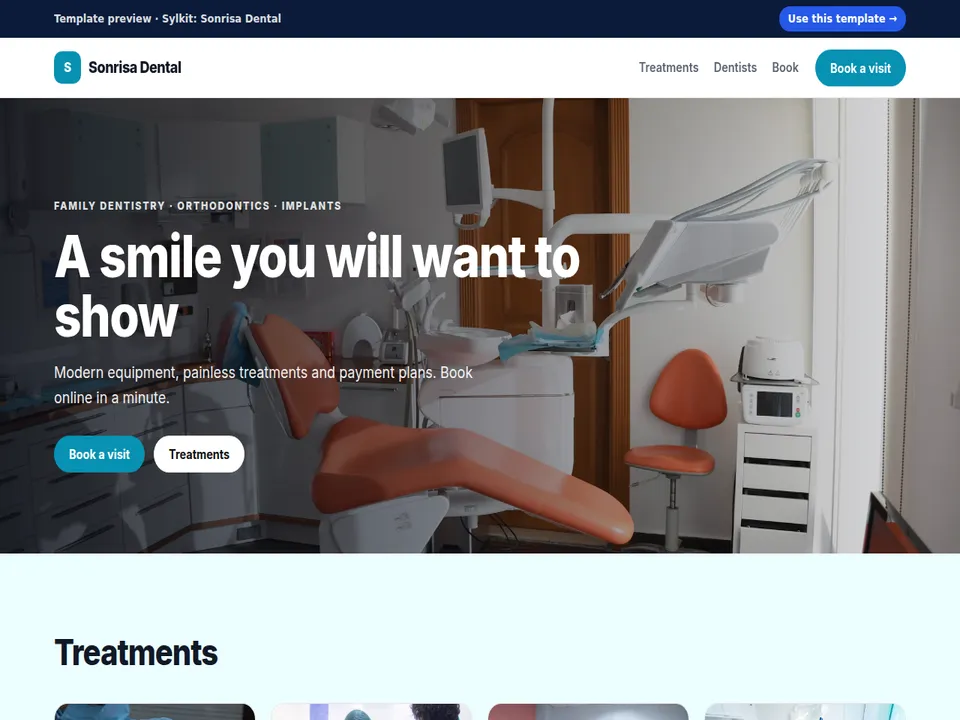 Template preview · Sylkit: Sonrisa Dental
Use this template →
S
Sonrisa Dental
Treatments
Dentists
Book
Book a visit
FAMILY DENTISTRY · ORTHODONTICS · IMPLANTS
A smile you will want to
show
Modern equipment, painless treatments and payment plans. Book
online in a minute.
Book a visit
Treatments
Treatments